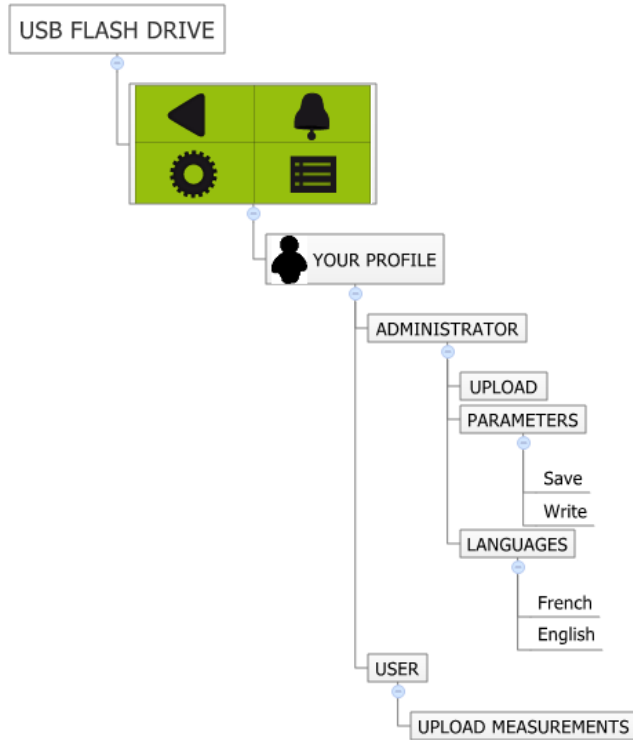 USB FLASH DRIVE
YOUR PROFILE
ADMINISTRATOR
UPLOAD
PARAMETERS
Save
Write
LANGUAGES
French
English
USER
UPLOAD MEASUREMENTS